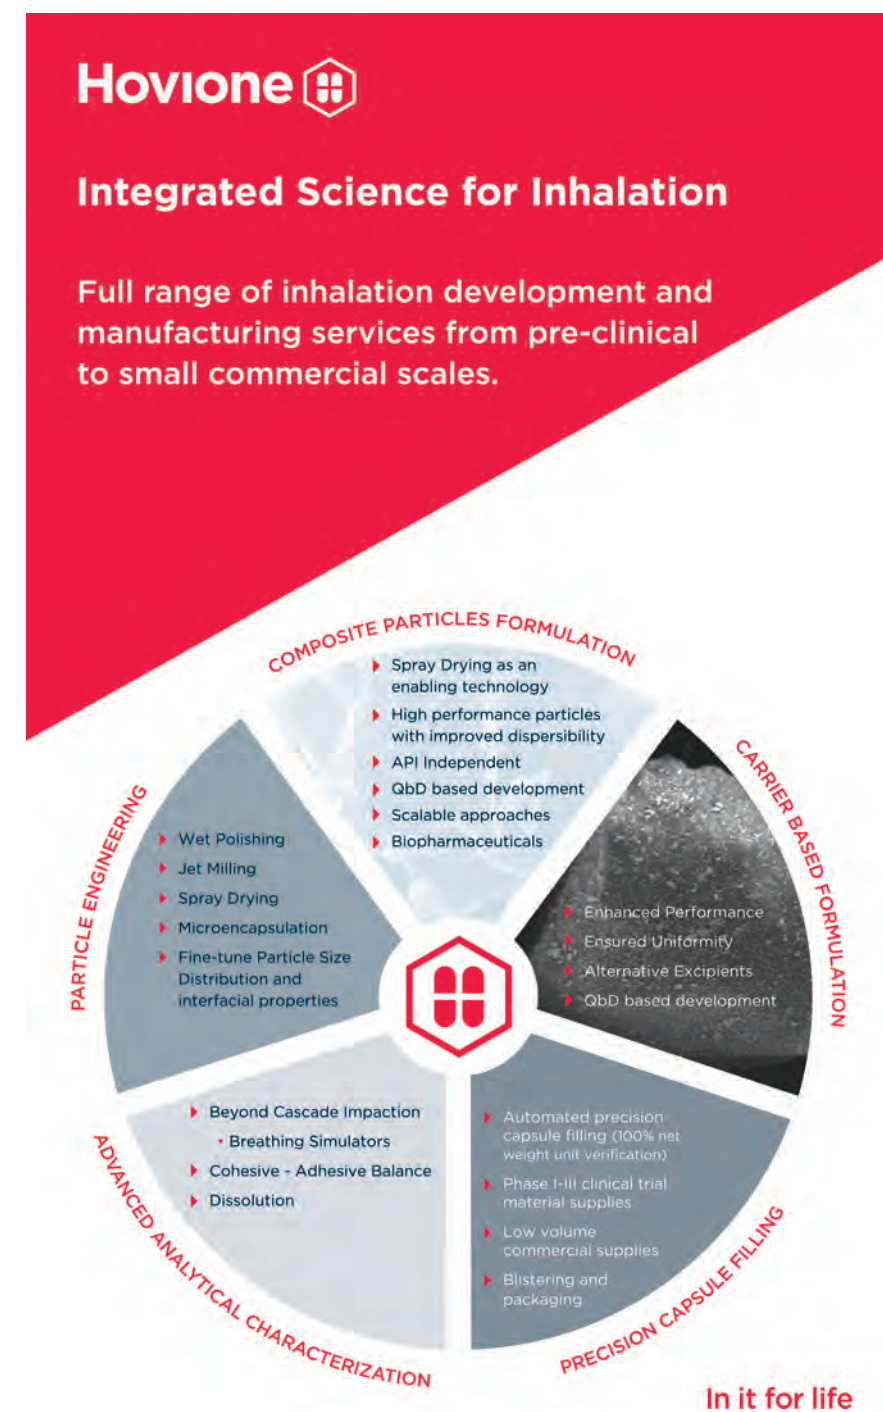 Hovione
Integrated Science for Inhalation
Full range of inhalation development and
manufacturing services from pre-clinical
to small commercial scales.
COMPOSITE PARTICLES FORMULATION
Spray Drying as an
enabling technology
High performance particles
with improved dispersibility
API Independent
QbD based development
Scalable approaches
Biopharmaceuticals
CARRIER BASED FORMULATION
Enhanced Performance
Ensured Uniformity
Alternative Excipients
QbD based development
PARTICLE ENGINEERING
Wet Polishing
Jet Milling
Spray Drying
Microencapsulation
Fine-tune Particle Size
Distribution and
interfacial properties
ADVANCED ANALYTICAL CHARACTERIZATION
Beyond Cascade Impaction
• Breathing Simulators
Cohesive - Adhesive Balance
Dissolution
PRECISION CAPSULE FILLING
Automated precision
capsule filling (100% net
weight unit verification)
Phase I-III clinical trial
material supplies
Low volume
commercial supplies
Blistering and
packaging
In it for life